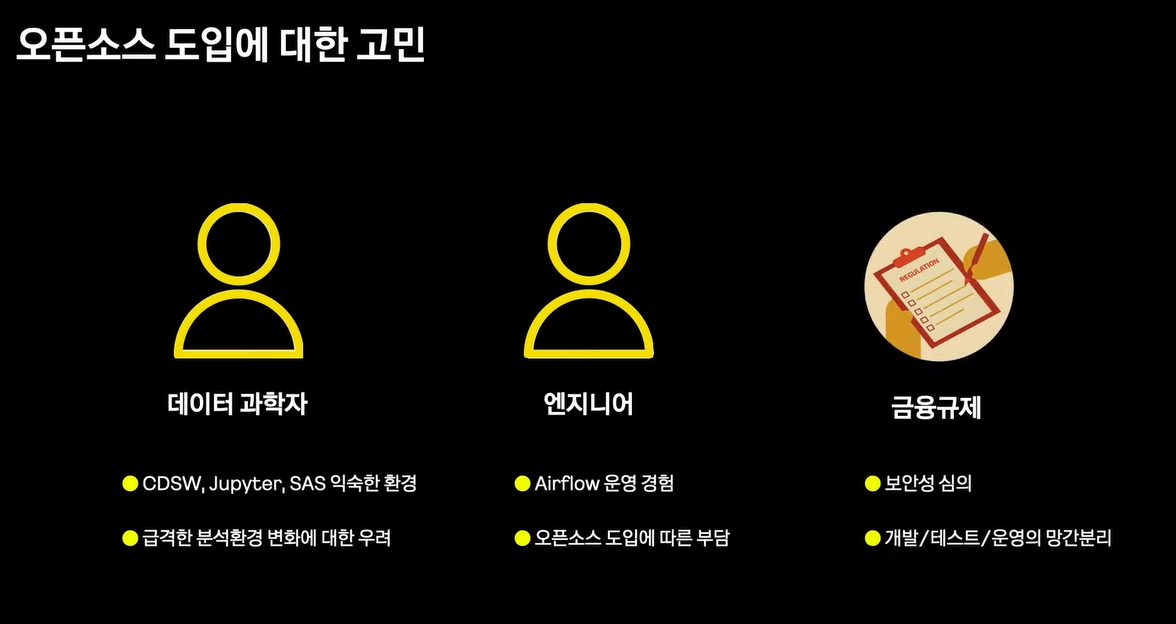 오픈소스 도입에 대한 고민
REGULATION
데이터 과학자
엔지니어
금융규제
CDSW, Jupyter, SAS 익숙한 환경
Airflow 운영 경험
보안성 심의
급격한 분석환경 변화에 대한 우려
오픈소스 도입에 따른 부담
개발/테스트/운영의 망간분리